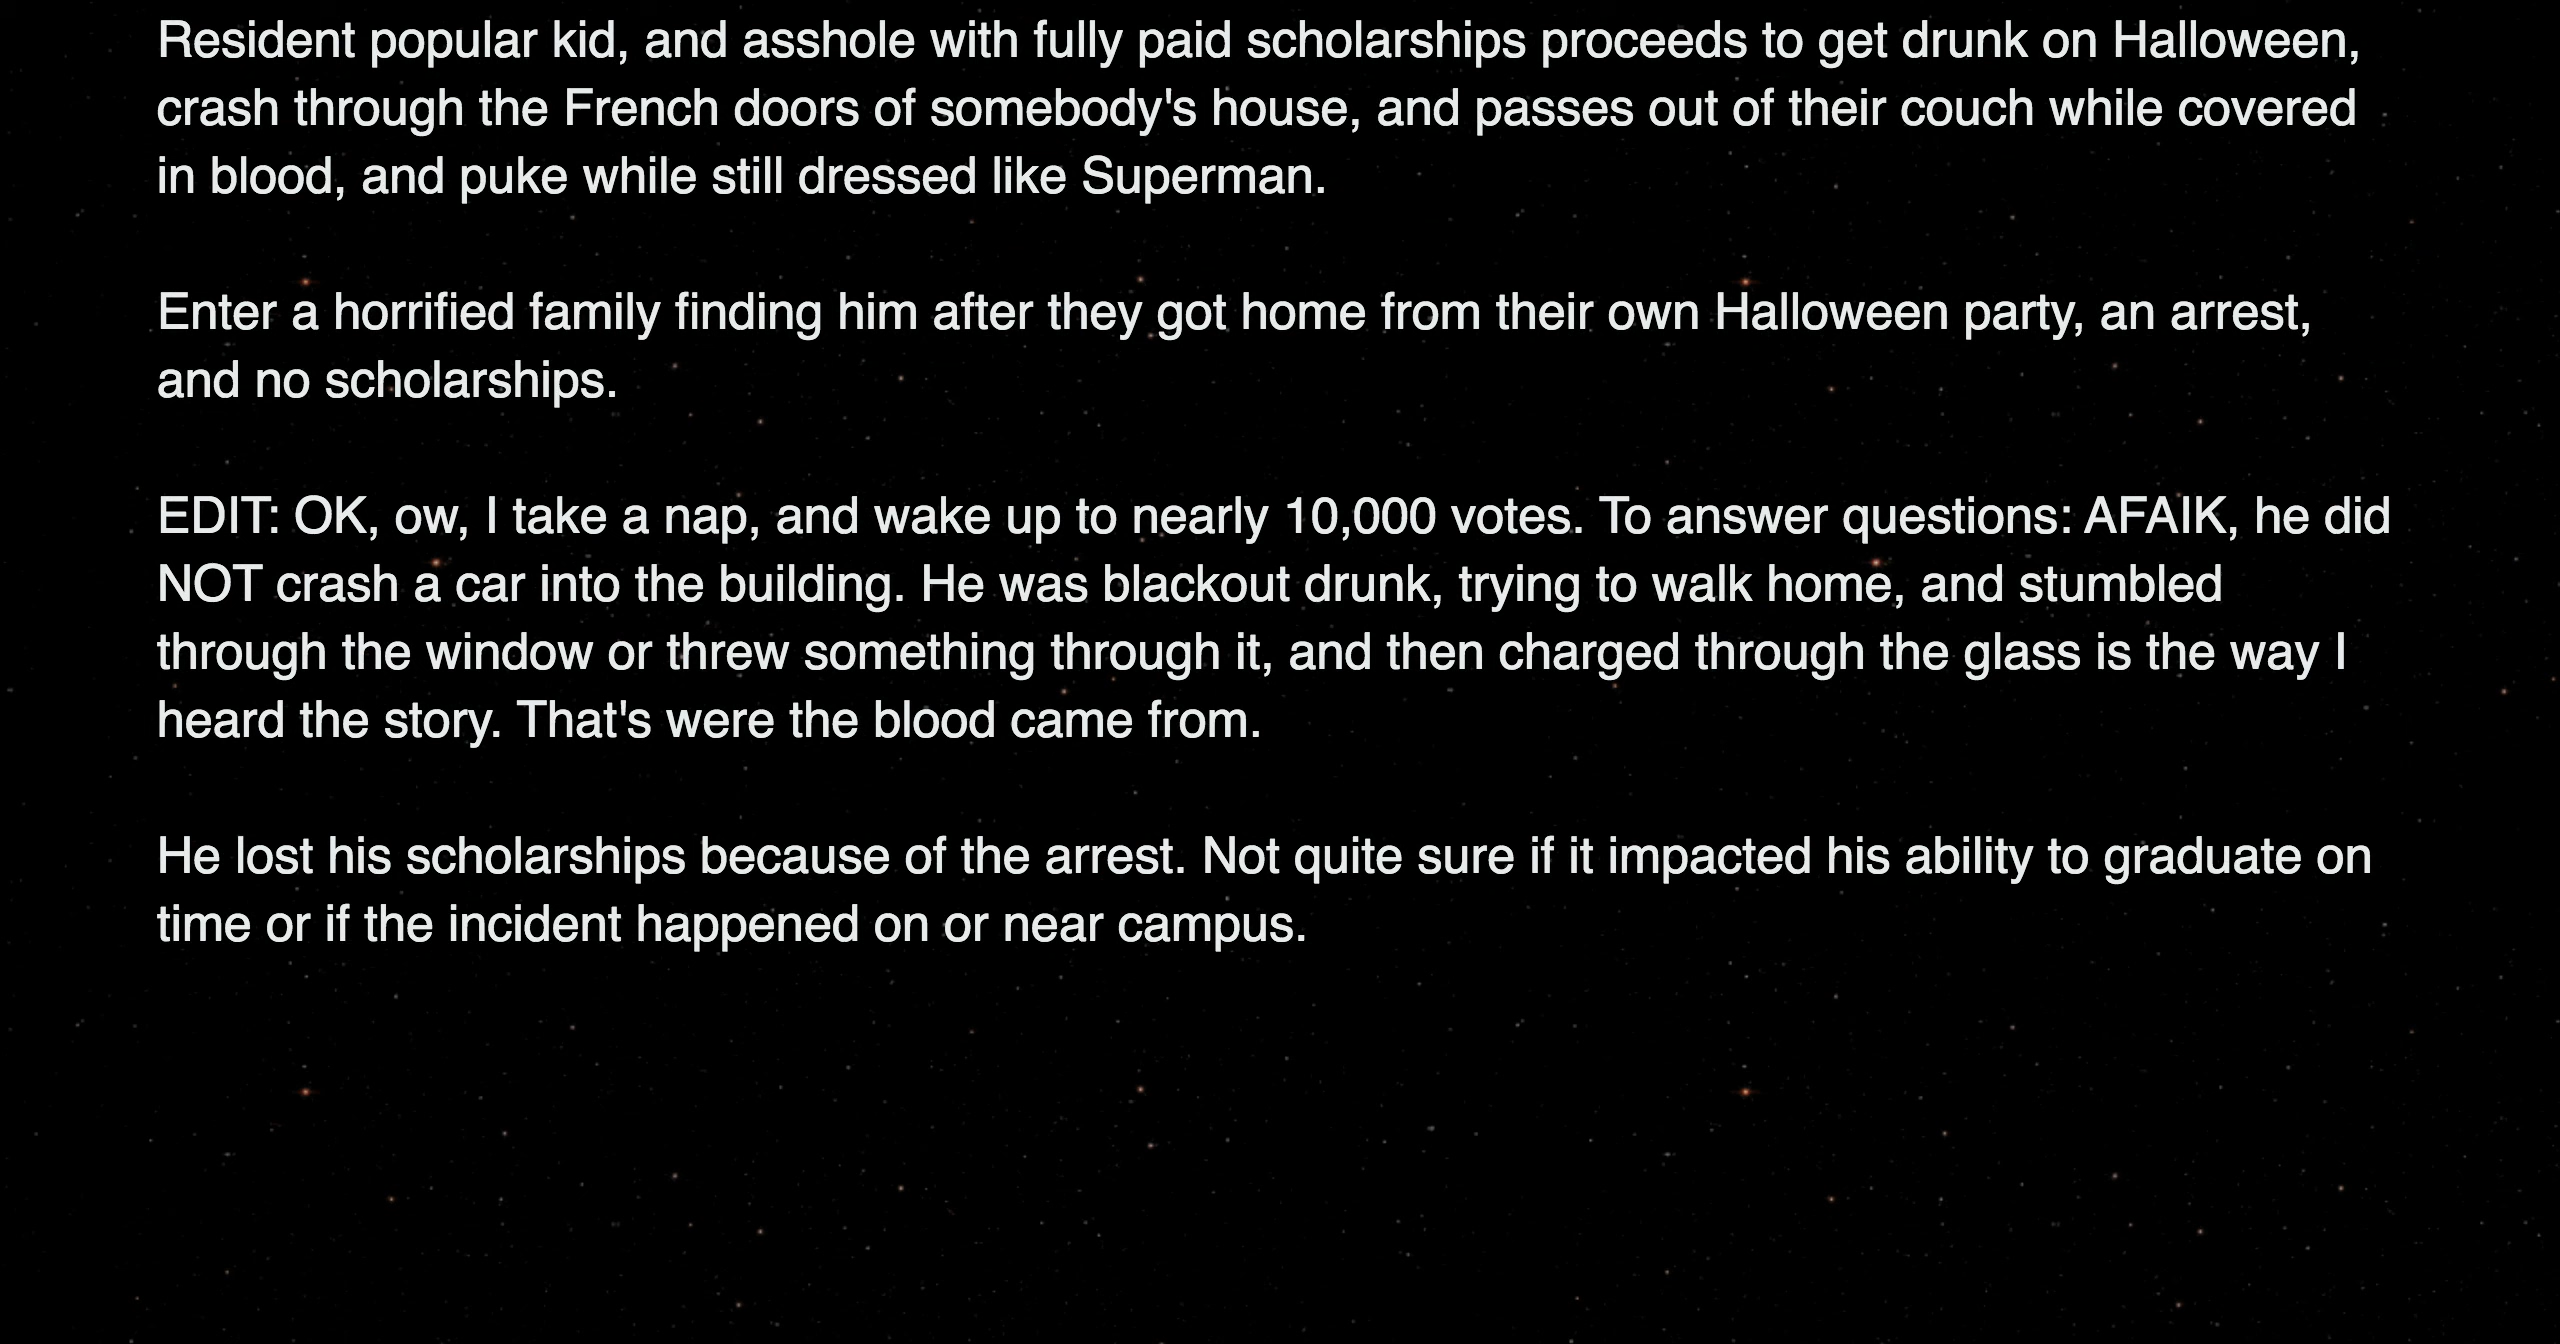 Resident popular kid, and asshole with fully paid scholarships proceeds to get drunk on Halloween,
crash through the French doors of somebody's house, and passes out of their couch while covered
in blood, and puke while still dressed like Superman.
Enter a horrified family finding him after they got home from their own Halloween party, an arrest,
and no scholarships.
EDIT: OK, ow, I take a nap, and wake up to nearly 10,000 votes. To answer questions: AFAIK, he did
NOT crash a car into the building. He was blackout drunk, trying to walk home, and stumbled
through the window or threw something through it, and then charged through the glass is the way I
heard the story. That's were the blood came from.
He lost his scholarships because of the arrest. Not quite sure if it impacted his ability to graduate on
time or if the incident happened on or near campus.